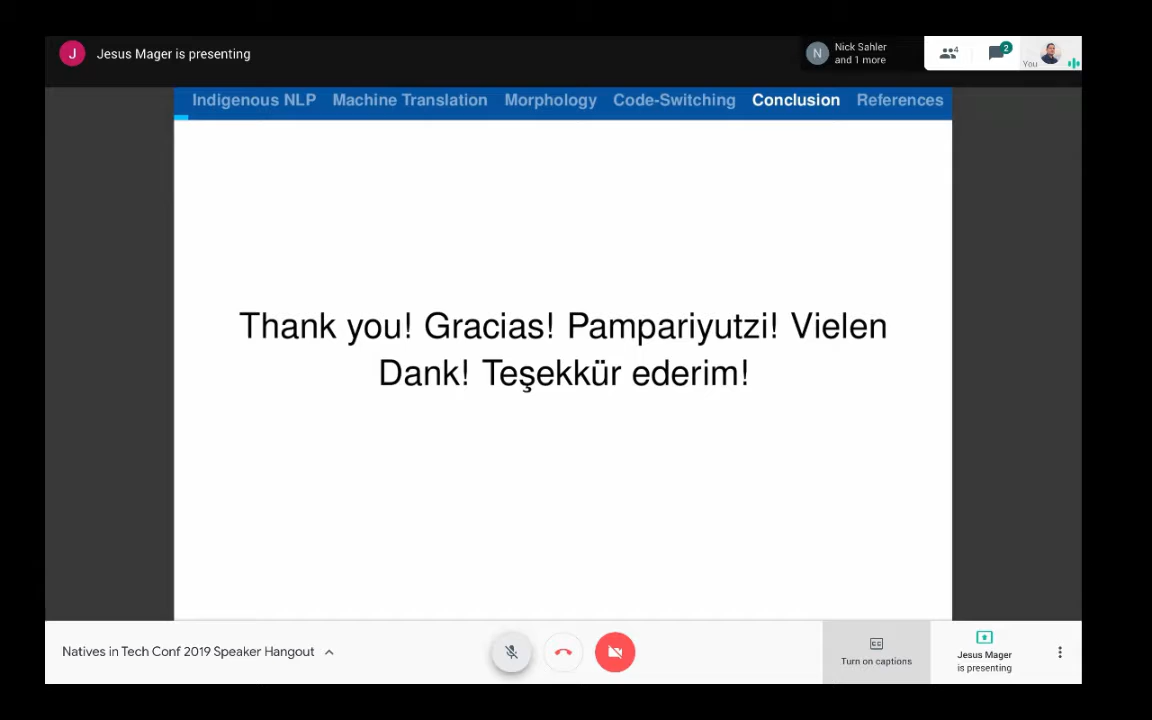 J Jesus Mager is presenting
N Nick Sahler
and 1 more
4
2
You
Indigenous NLP Machine Translation Morphology Code-Switching Conclusion References
Thank you! Gracias! Pampariyutzi! Vielen
Dank! Teşekkür ederim!
Natives in Tech Conf 2019 Speaker Hangout
CC
Turn on captions
Jesus Mager
is presenting